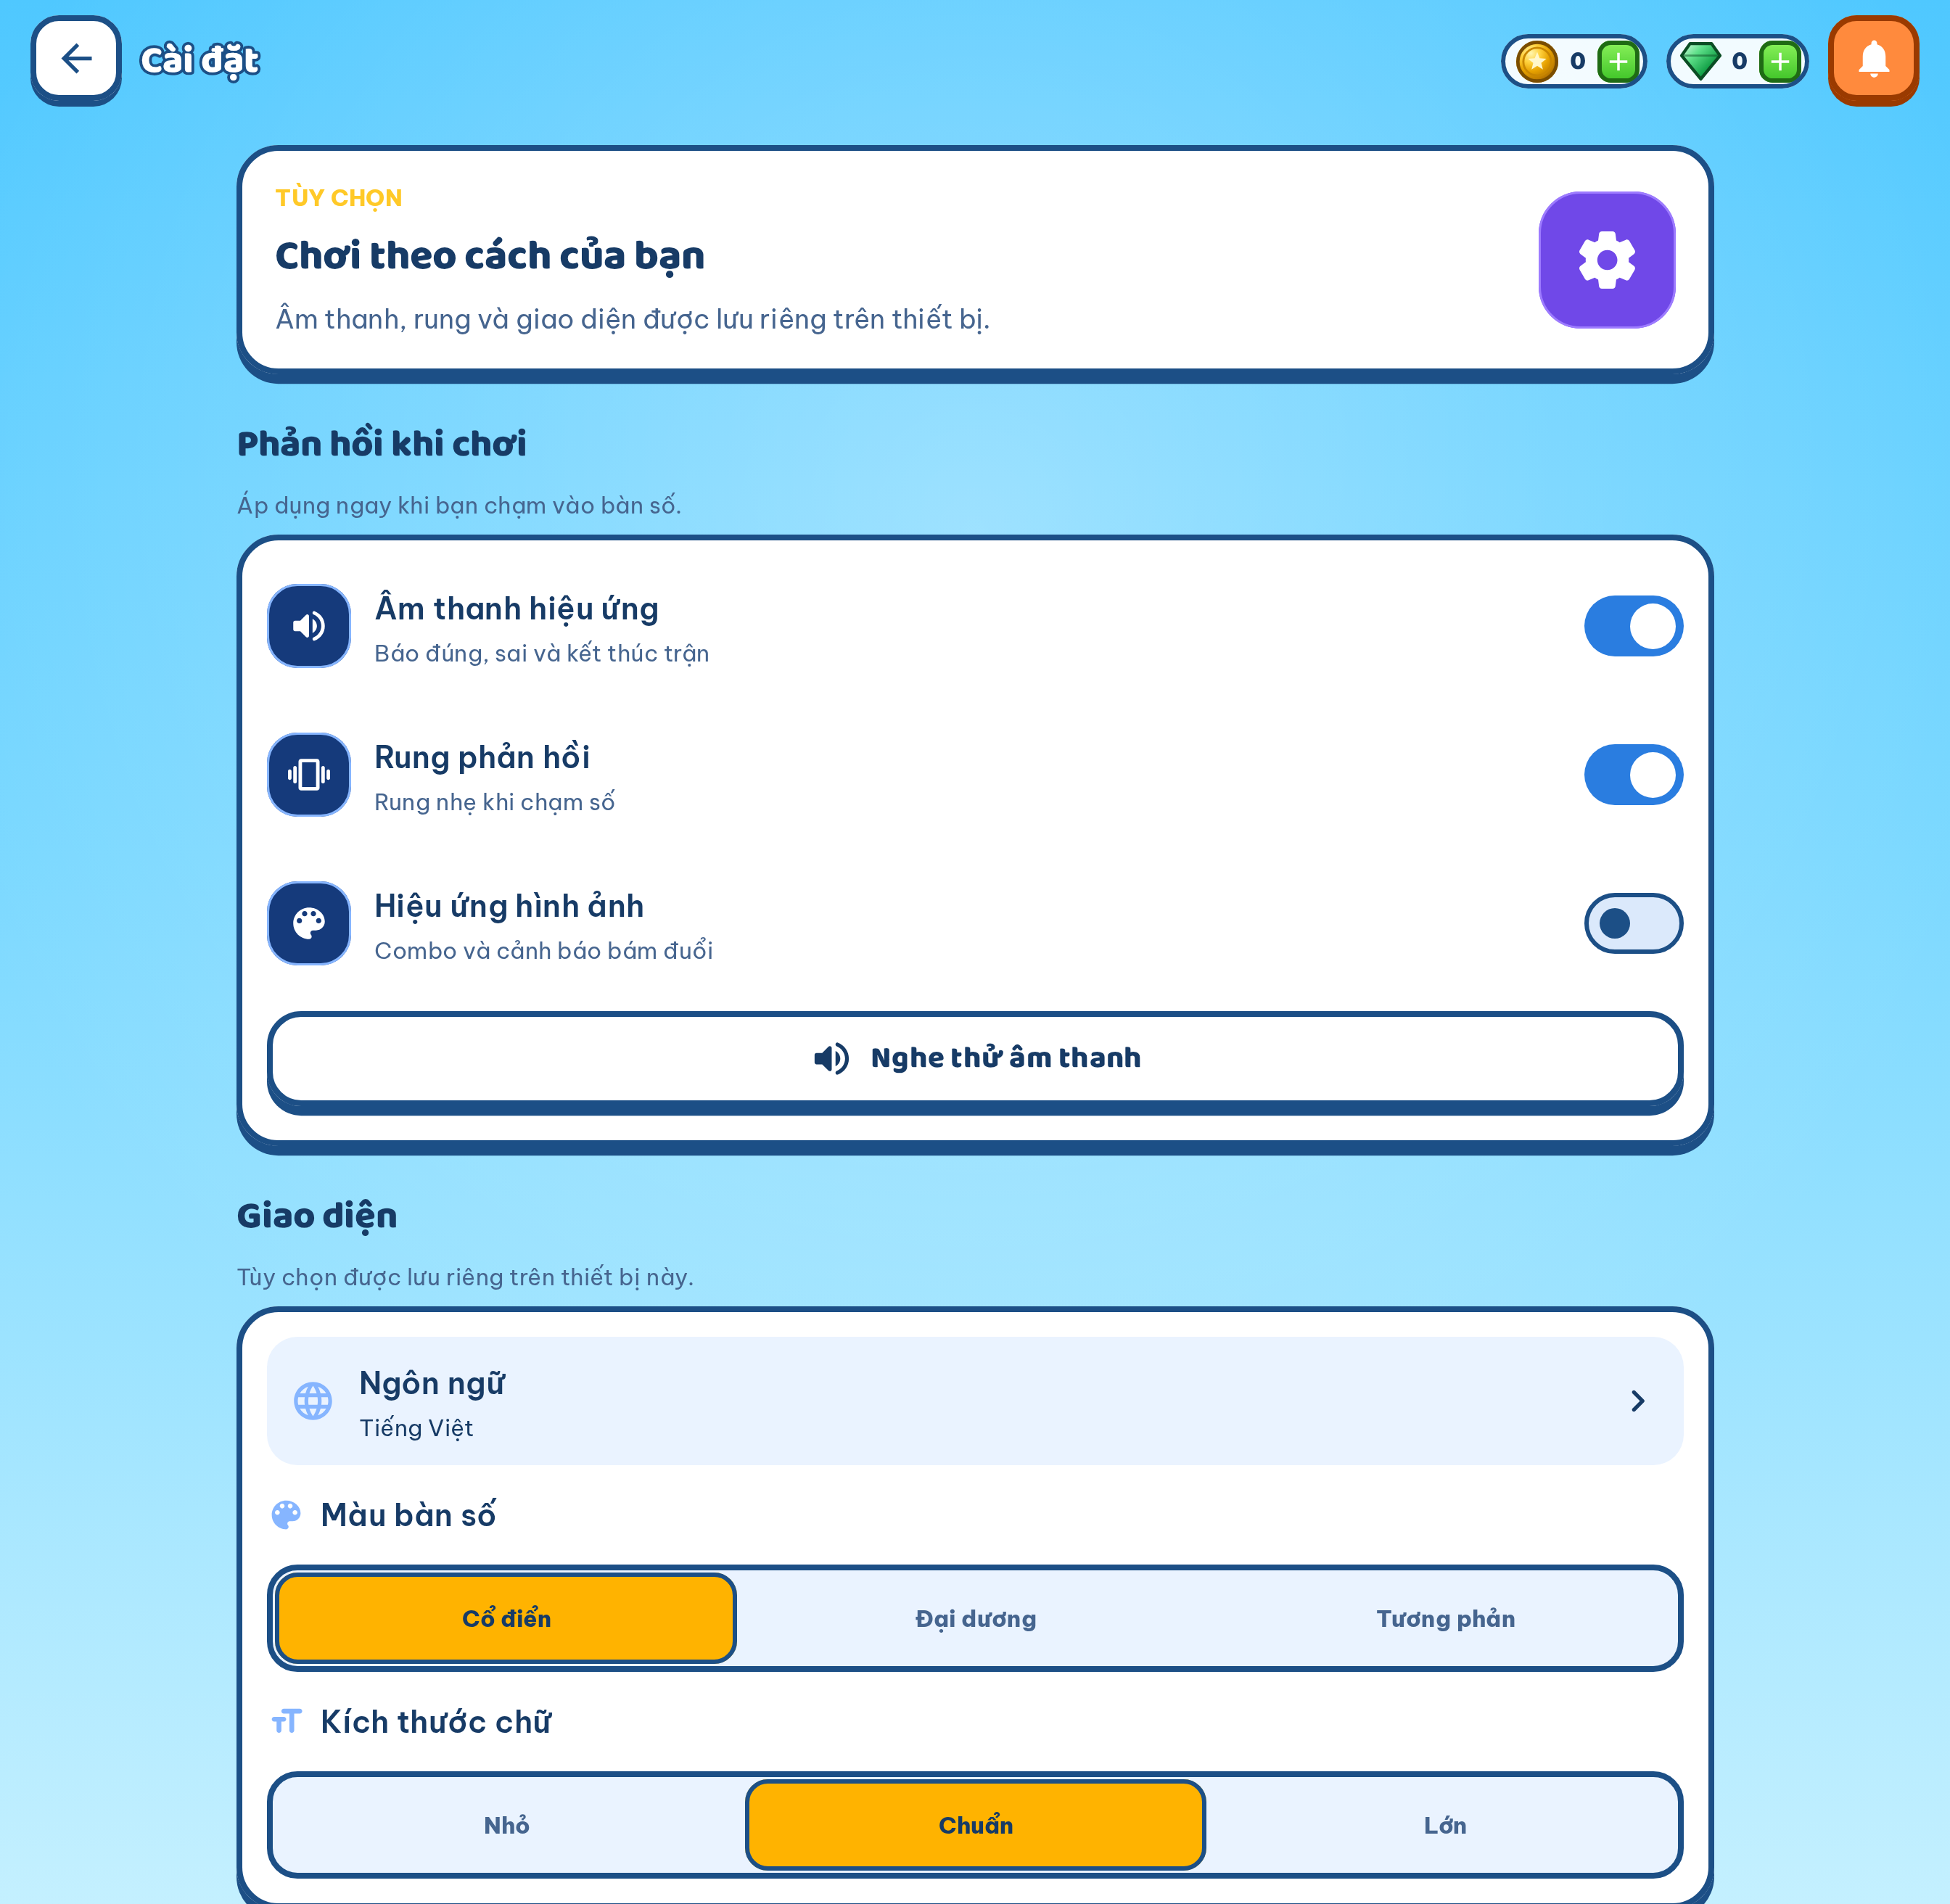 Cài đặt
0
0
TÙY CHỌN
Chơi theo cách của bạn
Âm thanh, rung và giao diện được lưu riêng trên thiết bị.
Phản hồi khi chơi
Áp dụng ngay khi bạn chạm vào bàn số.
Âm thanh hiệu ứng
Báo đúng, sai và kết thúc trận
Rung phản hồi
Rung nhẹ khi chạm số
Hiệu ứng hình ảnh
Combo và cảnh báo bám đuổi
Nghe thử âm thanh
Giao diện
Tùy chọn được lưu riêng trên thiết bị này.
Ngôn ngữ
Tiếng Việt
Màu bàn số
Cổ điển
Đại dương
Tương phản
Kích thước chữ
Nhỏ
Chuẩn
Lớn